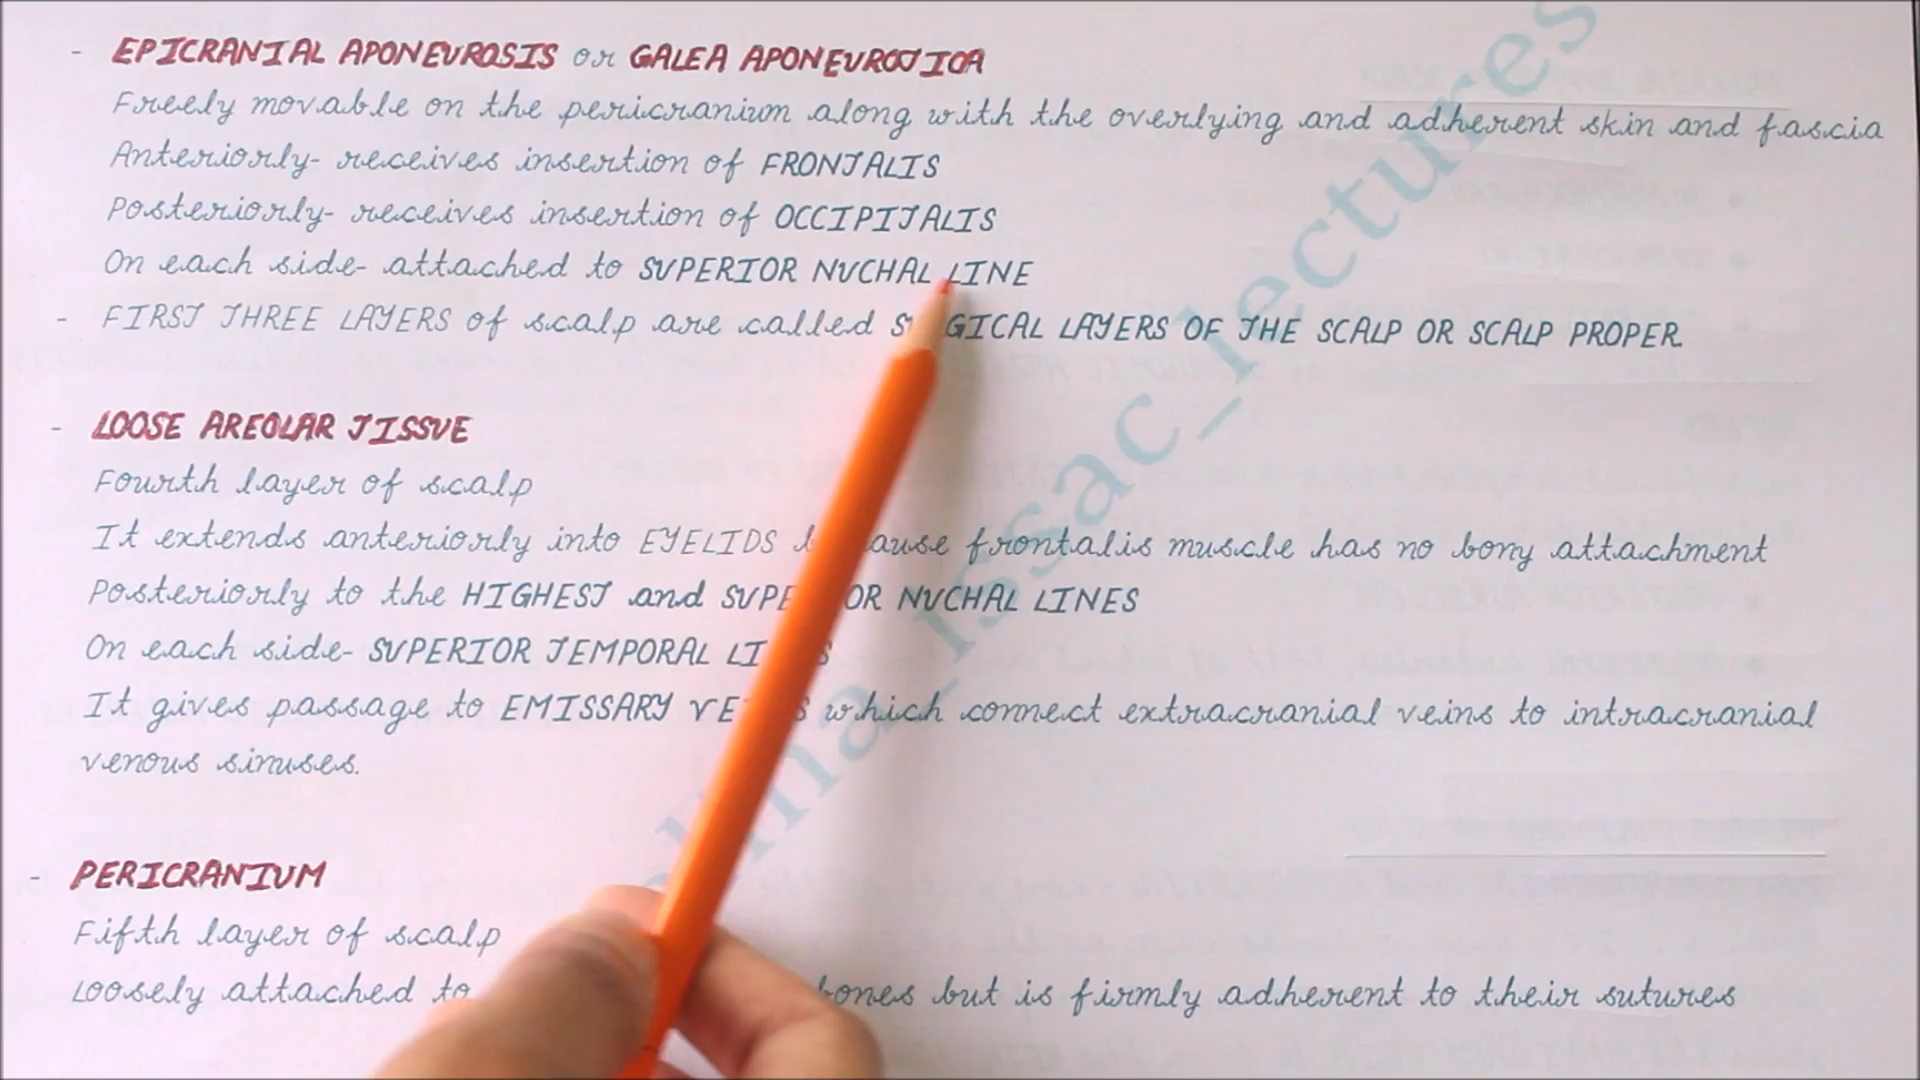 - EPICRANIAL APONEUROSIS or GALEA APONEUROTICA
Freely movable on the pericranium along with the overlying and adherent skin and fascia
Anteriorly- receives insertion of FRONTALIS
Posteriorly- receives insertion of OCCIPITALIS
On each side- attached to SUPERIOR NUCHAL LINE
- FIRST THREE LAYERS of scalp are called GICAL LAYERS OF THE SCALP OR SCALP PROPER.
- LOOSE AREOLAR TISSUE
Fourth layer of scalp
It extends anteriorly into EYELIDS ause frontalis muscle has no bony attachment
Posteriorly to the HIGHEST and SUPE OR NUCHAL LINES
On each side- SUPERIOR TEMPORAL LI S
It gives passage to EMISSARY VE S which connect extracranial veins to intracranial
venous sinuses.
- PERICRANIUM
Fifth layer of scalp
Loosely attached to bones but is firmly adherent to their sutures
issac_lectures